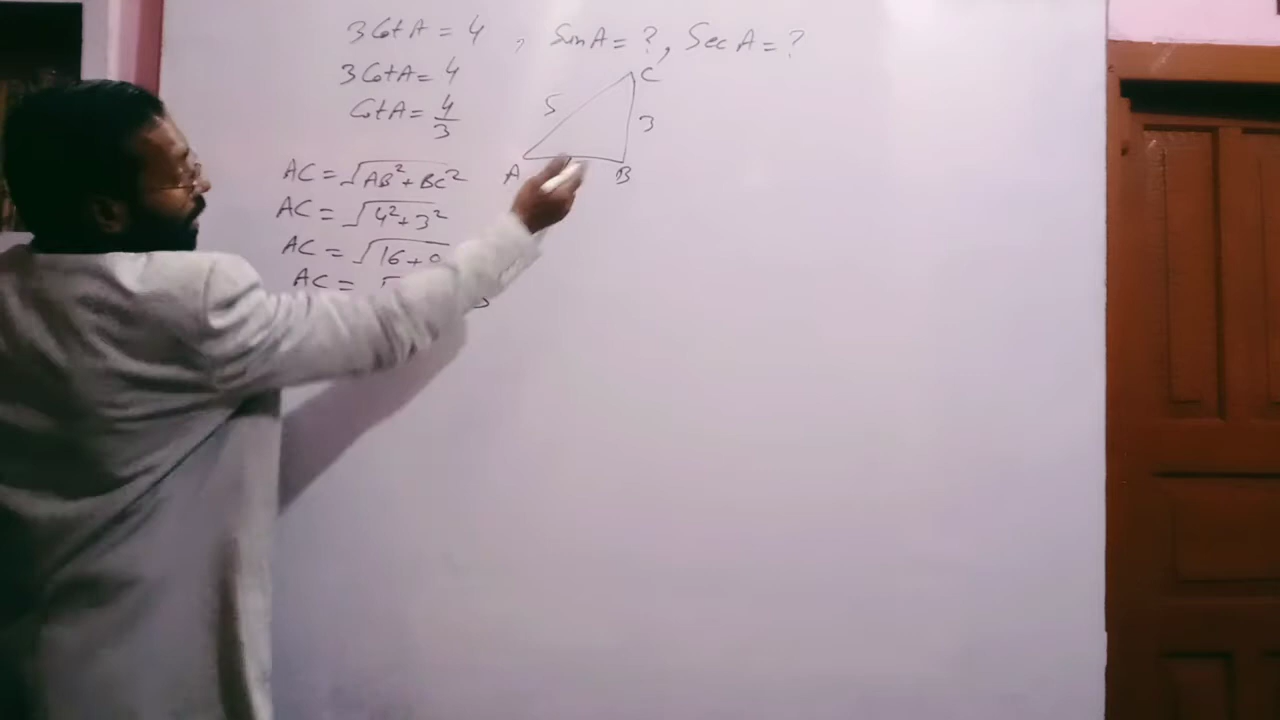 3 Cot A = 4 , Sin A = ? , Sec A = ?
3 Cot A = 4
Cot A = 4/3
C
5
3
A
B
AC = √AB²+BC²
AC = √4²+3²
AC = √16+
AC =